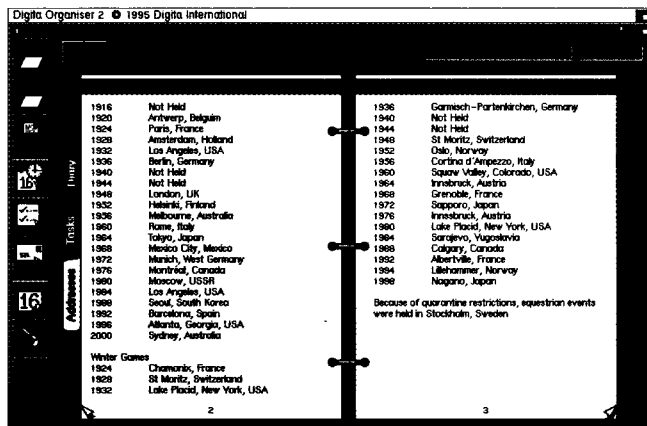 Digita Organiser 2 © 1995 Digita International
Diary
Tasks
Addresses
16
16
1916 Not Held
1920 Antwerp, Belguim
1924 Paris, France
1928 Amsterdam, Holland
1932 Los Angeles, USA
1936 Berlin, Germany
1940 Not Held
1944 Not Held
1948 London, UK
1952 Helsinki, Finland
1956 Melbourne, Australia
1960 Rome, Italy
1964 Tokyo, Japan
1968 Mexico City, Mexico
1972 Munich, West Germany
1976 Montréal, Canada
1980 Moscow, USSR
1984 Los Angeles, USA
1988 Seoul, South Korea
1992 Barcelona, Spain
1996 Atlanta, Georgia, USA
2000 Sydney, Australia
Winter Games
1924 Chamonix, France
1928 St Moritz, Switzerland
1932 Lake Placid, New York, USA
2
1936 Garmisch-Partenkirchen, Germany
1940 Not Held
1944 Not Held
1948 St Moritz, Switzerland
1952 Oslo, Norway
1956 Cortina d'Ampezzo, Italy
1960 Squaw Valley, Colorado, USA
1964 Innsbruck, Austria
1968 Grenoble, France
1972 Sapporo, Japan
1976 Innssbruck, Austria
1980 Lake Placid, New York, USA
1984 Sarajevo, Yugoslavia
1988 Calgary, Canada
1992 Albertville, France
1994 Lillehammer, Norway
1998 Nagano, Japan
Because of quarantine restrictions, equestrian events
were held in Stockholm, Sweden
3